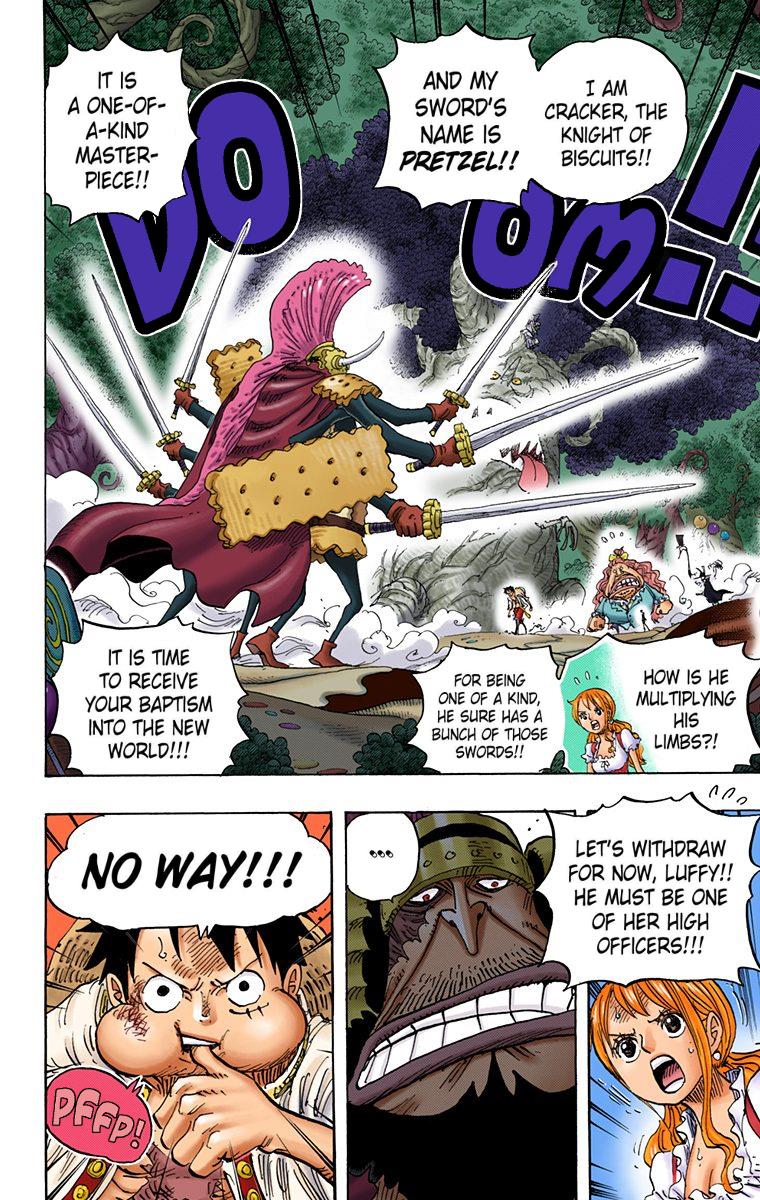 I AM
CRACKER, THE
KNIGHT OF
BISCUITS!!
AND MY
SWORD'S
NAME IS
PRETZEL!!
IT IS
A ONE-OF-
A-KIND
MASTER-
PIECE!!
VOOM!!
HOW IS HE
MULTIPLYING
HIS
LIMBS?!
FOR BEING
ONE OF A KIND,
HE SURE HAS A
BUNCH OF THOSE
SWORDS!!
IT IS TIME
TO RECEIVE
YOUR BAPTISM
INTO THE NEW
WORLD!!!
LET'S WITHDRAW
FOR NOW, LUFFY!!
HE MUST BE ONE
OF HER HIGH
OFFICERS!!!
...
NO WAY!!!
PFFP!